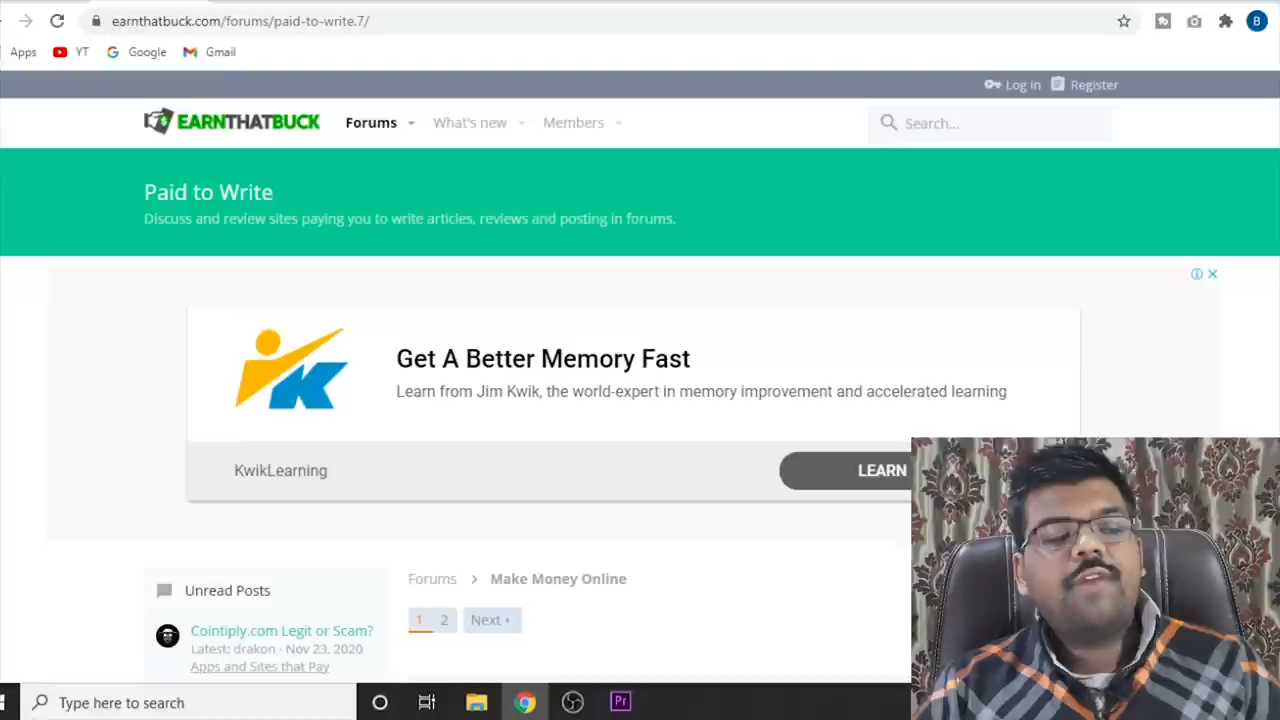 earnthatbuck.com/forums/paid-to-write.7/
B
Apps YT Google Gmail
Log in Register
EARNTHATBUCK Forums What's new Members Search...
Paid to Write
Discuss and review sites paying you to write articles, reviews and posting in forums.
Get A Better Memory Fast
Learn from Jim Kwik, the world-expert in memory improvement and accelerated learning
KwikLearning LEARN
Unread Posts
Cointiply.com Legit or Scam?
Latest: drakon · Nov 23, 2020
Apps and Sites that Pay
Forums > Make Money Online
1 2 Next
Type here to search
Pr